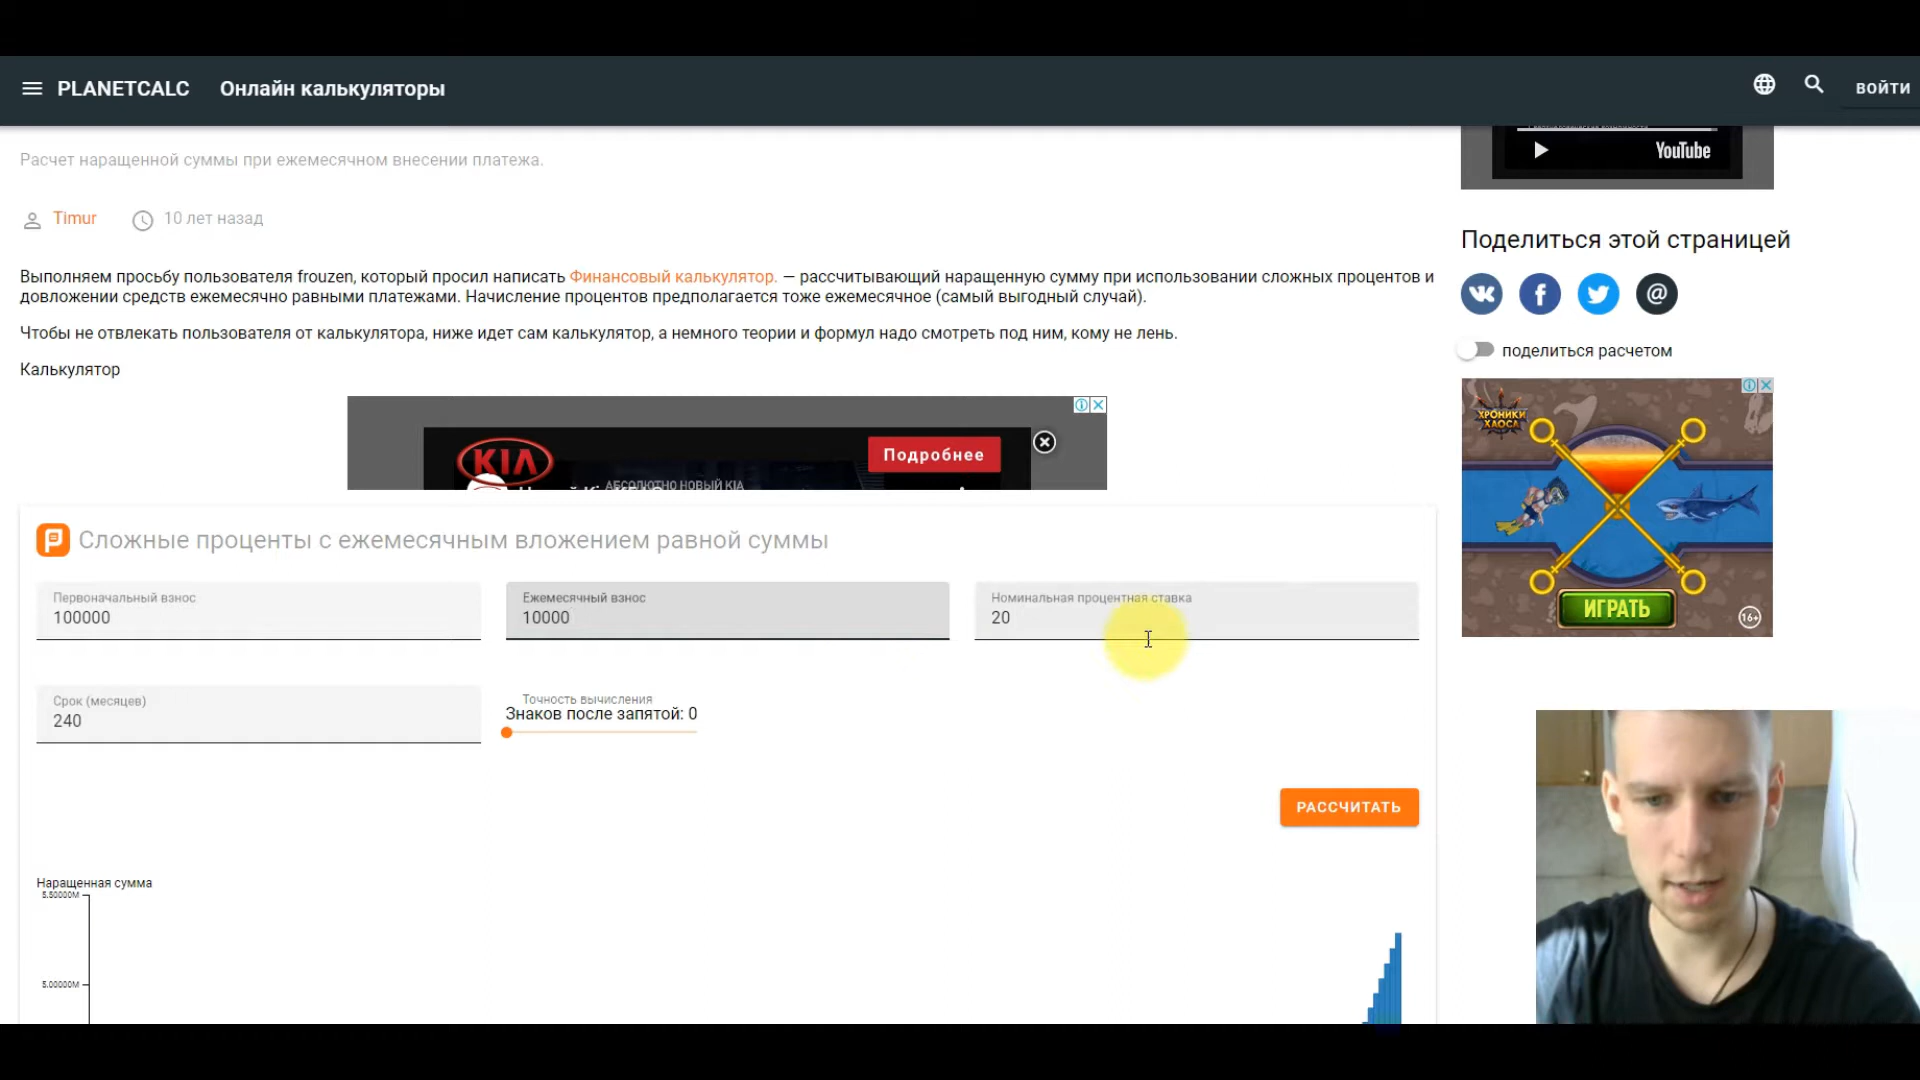 PLANETCALC
Онлайн калькуляторы
ВОЙТИ
Расчет наращенной суммы при ежемесячном внесении платежа.
Timur
10 лет назад
Выполняем просьбу пользователя frouzen, который просил написать Финансовый калькулятор. — рассчитывающий наращенную сумму при использовании сложных процентов и
довложении средств ежемесячно равными платежами. Начисление процентов предполагается тоже ежемесячное (самый выгодный случай).
Чтобы не отвлекать пользователя от калькулятора, ниже идет сам калькулятор, а немного теории и формул надо смотреть под ним, кому не лень.
Калькулятор
KIA
Подробнее
АБСОЛЮТНО НОВЫЙ KIA
Сложные проценты с ежемесячным вложением равной суммы
Первоначальный взнос
100000
Ежемесячный взнос
10000
Номинальная процентная ставка
20
Срок (месяцев)
240
Точность вычисления
Знаков после запятой: 0
РАССЧИТАТЬ
Наращенная сумма
5.50000M
5.00000M
YouTube
Поделиться этой страницей
поделиться расчетом
ХРОНИКИ
ХАОСА
ИГРАТЬ
16+